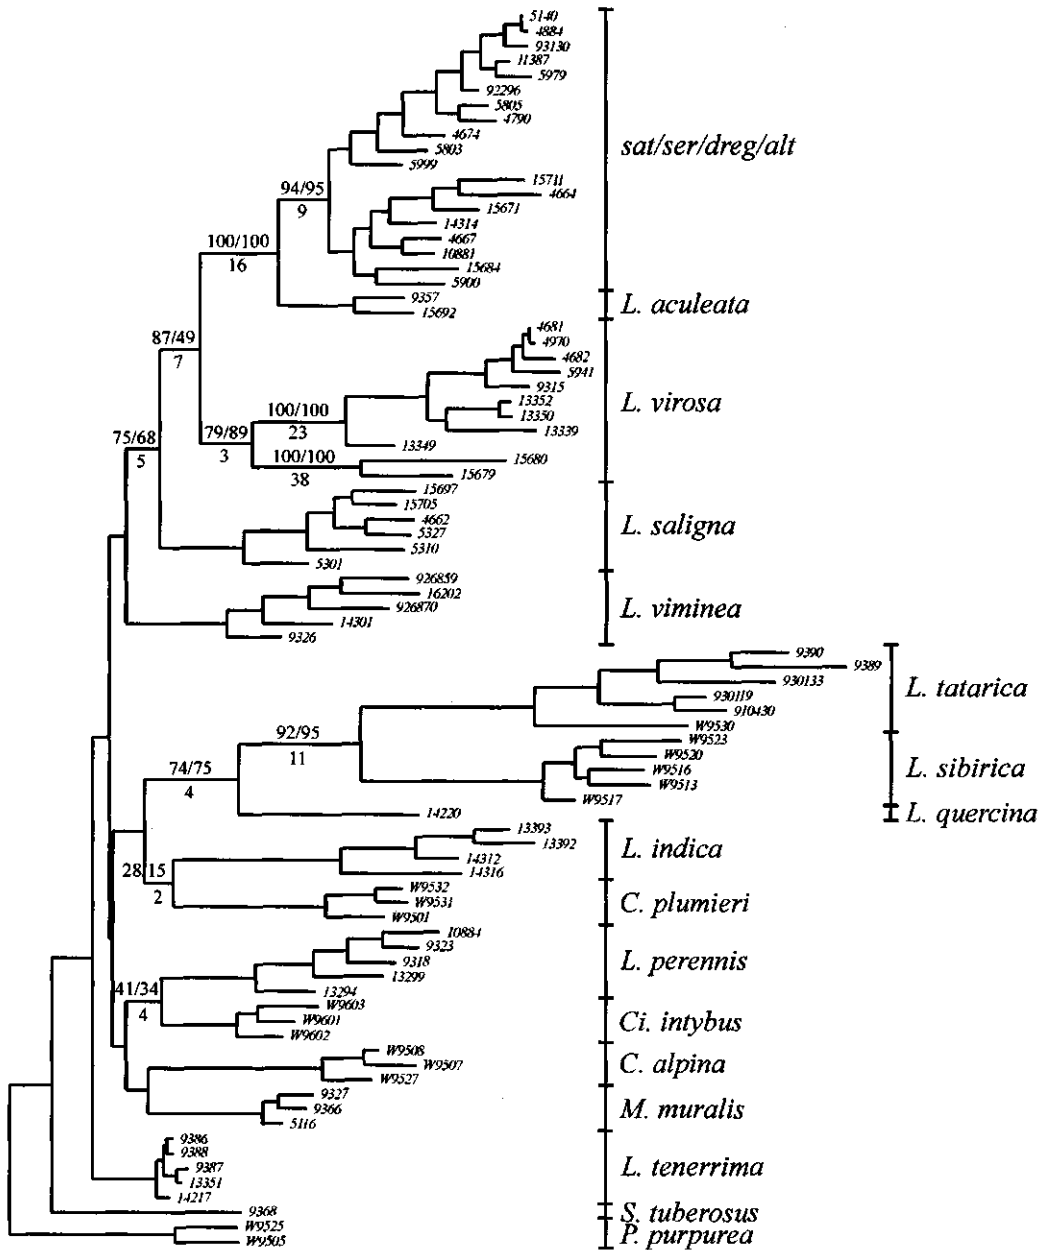 5140
4884
93130
11387
5979
92296
5805
4790
sat/ser/dreg/alt
4674
5803
5999
15711
94/95
4664
9
15671
14314
4667
100/100
10881
16
15684
5900
9357
L. aculeata
15692
4681
87/49
4970
7
4682
5941
9315
13352
L. virosa
100/100
13350
79/89
23
13339
75/68
13349
5
3
100/100
15680
38
15679
15697
15705
4662
5327
L. saligna
5310
5301
926859
16202
926870
L. viminea
14301
9326
9390
9389
930133
L. tatarica
930119
910430
92/95
W9530
11
W9523
W9520
74/75
W9516
L. sibirica
4
W9513
W9517
14220
L. quercina
13393
13392
L. indica
14312
28/15
14316
2
W9532
W9531
C. plumieri
W9501
10884
9323
9318
L. perennis
13299
41/34
13294
4
W9603
W9601
Ci. intybus
W9602
W9508
W9507
C. alpina
W9527
9327
9366
M. muralis
5116
9386
9388
9387
L. tenerrima
13351
14217
9368
S. tuberosus
W9525
P. purpurea
W9505